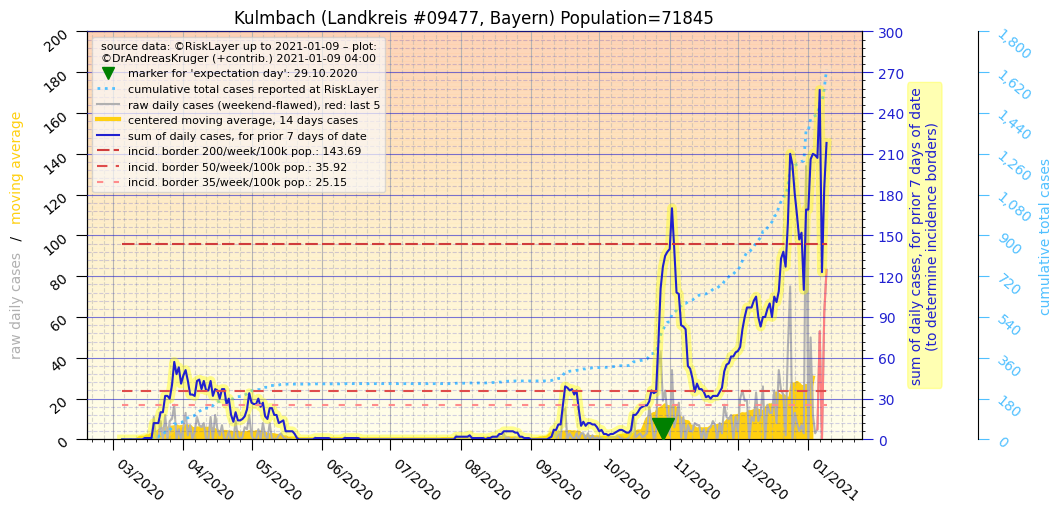 Kulmbach (Landkreis #09477, Bayern) Population=71845
source data: ©RiskLayer up to 2021-01-09 – plot:
©DrAndreasKruger (+contrib.) 2021-01-09 04:00
marker for 'expectation day': 29.10.2020
cumulative total cases reported at RiskLayer
raw daily cases (weekend-flawed), red: last 5
centered moving average, 14 days cases
sum of daily cases, for prior 7 days of date
incid. border 200/week/100k pop.: 143.69
incid. border 50/week/100k pop.: 35.92
incid. border 35/week/100k pop.: 25.15
raw daily cases / moving average
200
180
160
140
120
100
80
60
40
20
0
03/2020
04/2020
05/2020
06/2020
07/2020
08/2020
09/2020
10/2020
11/2020
12/2020
01/2021
300
270
240
210
180
150
120
90
60
30
0
sum of daily cases, for prior 7 days of date
(to determine incidence borders)
1,800
1,620
1,440
1,260
1,080
900
720
540
360
180
0
cumulative total cases